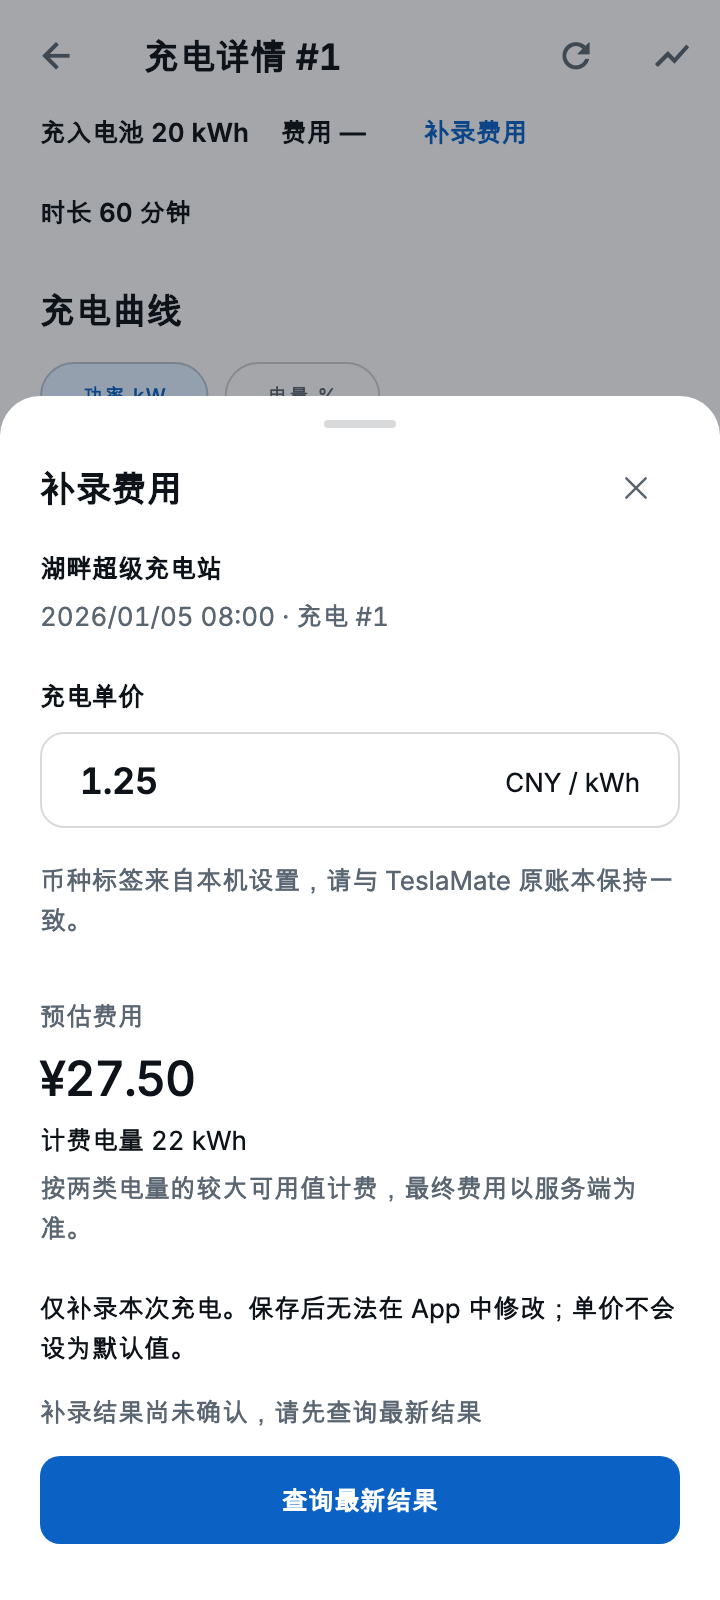 充电详情 #1
充入电池 20 kWh 费用 — 补录费用
时长 60 分钟
充电曲线
功率 kW 电量 %
补录费用
湖畔超级充电站
2026/01/05 08:00 · 充电 #1
充电单价
1.25 CNY / kWh
币种标签来自本机设置，请与 TeslaMate 原账本保持一
致。
预估费用
¥27.50
计费电量 22 kWh
按两类电量的较大可用值计费，最终费用以服务端为
准。
仅补录本次充电。保存后无法在 App 中修改；单价不会
设为默认值。
补录结果尚未确认，请先查询最新结果
查询最新结果